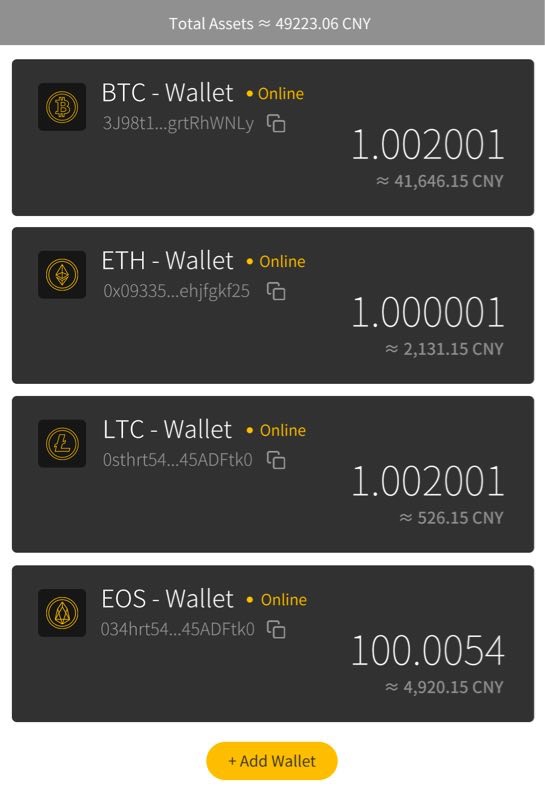 Total Assets ≈ 49223.06 CNY
BTC - Wallet • Online
3J98t1...grtRhWNLy
1.002001
≈ 41,646.15 CNY
ETH - Wallet • Online
0x09335...ehjfgkf25
1.000001
≈ 2,131.15 CNY
LTC - Wallet • Online
0sthrt54...45ADFtk0
1.002001
≈ 526.15 CNY
EOS - Wallet • Online
034hrt54...45ADFtk0
100.0054
≈ 4,920.15 CNY
+ Add Wallet